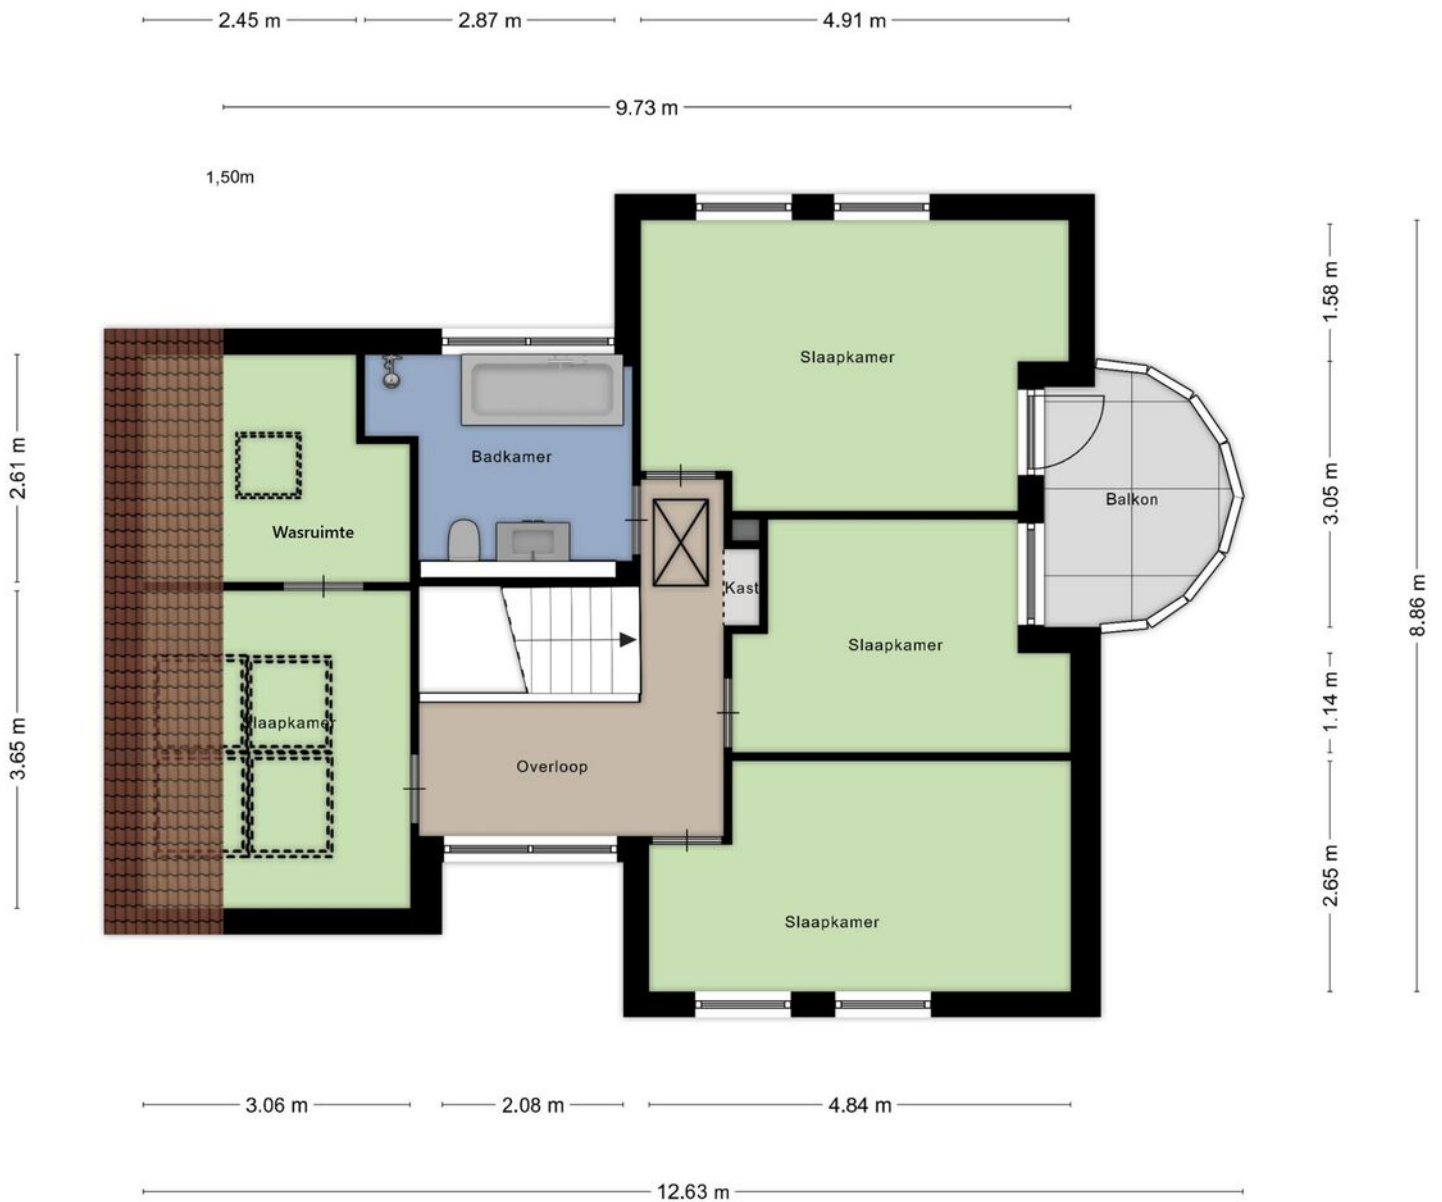 2.45 m 2.87 m 4.91 m
9.73 m
1,50m
1.58 m
Slaapkamer
Badkamer
2.61 m
Balkon
3.05 m
Wasruimte
Kast
8.86 m
Slaapkamer
1.14 m
Slaapkamer
3.65 m
Overloop
2.65 m
Slaapkamer
3.06 m 2.08 m 4.84 m
12.63 m